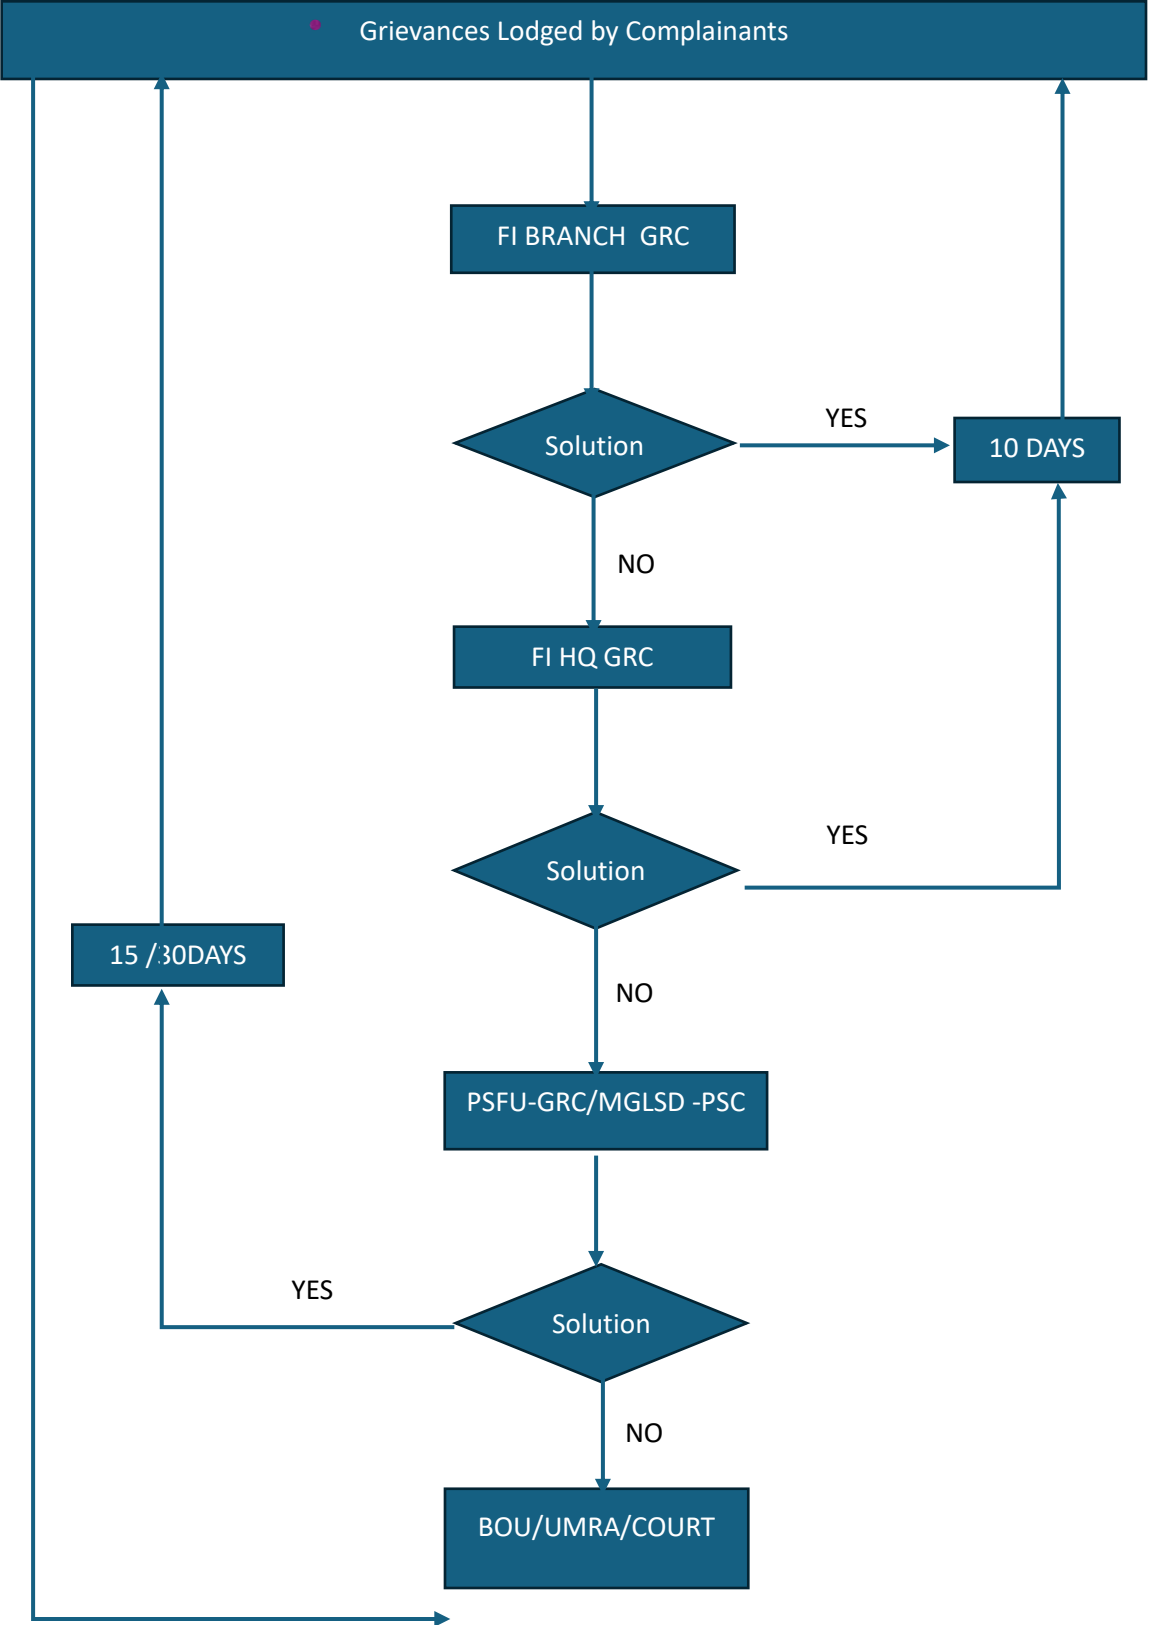 Grievances Lodged by Complainants
FI BRANCH GRC
YES
Solution
10 DAYS
NO
FI HQ GRC
YES
Solution
15 /30DAYS
NO
PSFU-GRC/MGLSD -PSC
YES
Solution
NO
BOU/UMRA/COURT